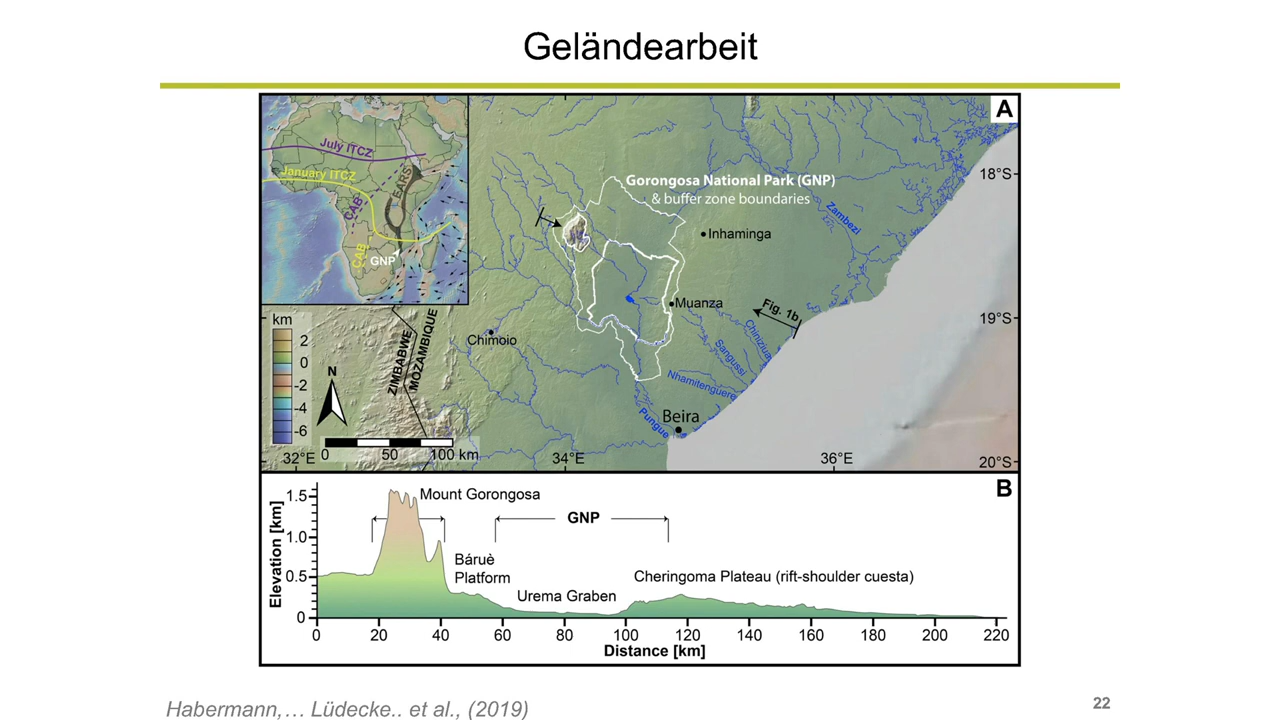 Geländearbeit
A
July ITCZ
January ITCZ
EARS
CAB
CAB
GNP
Gorongosa National Park (GNP)
& buffer zone boundaries
Zambezi
Inhaminga
Muanza
Fig. 1b
Chiniziua
Sangussi
Nhamitenguere
Pungue
Beira
Chimoio
ZIMBABWE
MOZAMBIQUE
km
2
0
-2
-4
-6
N
0 50 100 km
18°S
19°S
20°S
32°E 34°E 36°E
B
Elevation [km]
1.5
1.0
0.5
0
Mount Gorongosa
GNP
Báruè
Platform
Urema Graben
Cheringoma Plateau (rift-shoulder cuesta)
0 20 40 60 80 100 120 140 160 180 200 220
Distance [km]
Habermann,… Lüdecke.. et al., (2019)
22